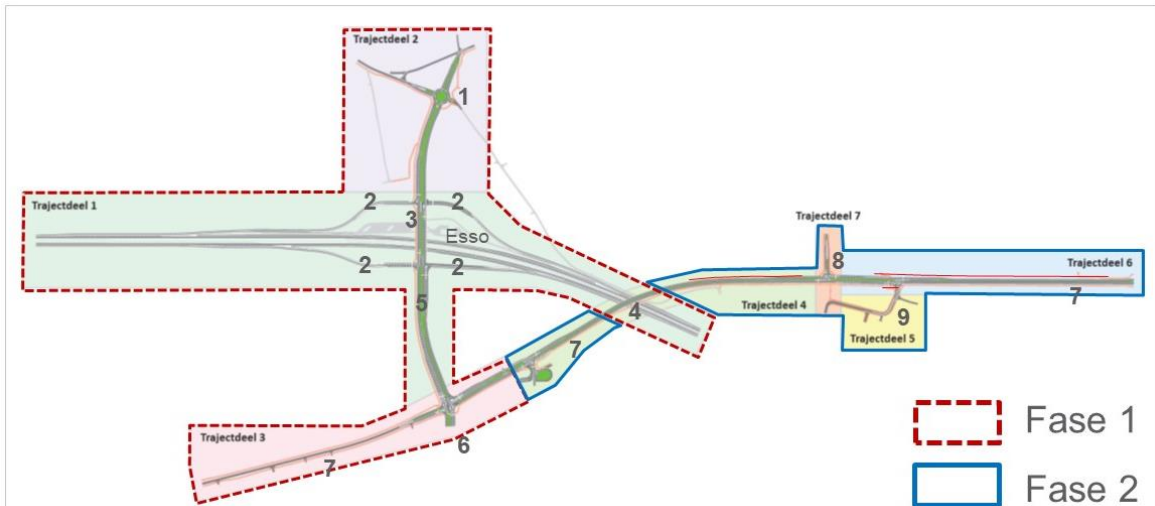 Trajectdeel 2
1
Trajectdeel 1
2
2
3
Esso
2
2
5
4
Trajectdeel 7
8
Trajectdeel 6
7
Trajectdeel 4
9
Trajectdeel 5
7
Trajectdeel 3
6
7
Fase 1
Fase 2